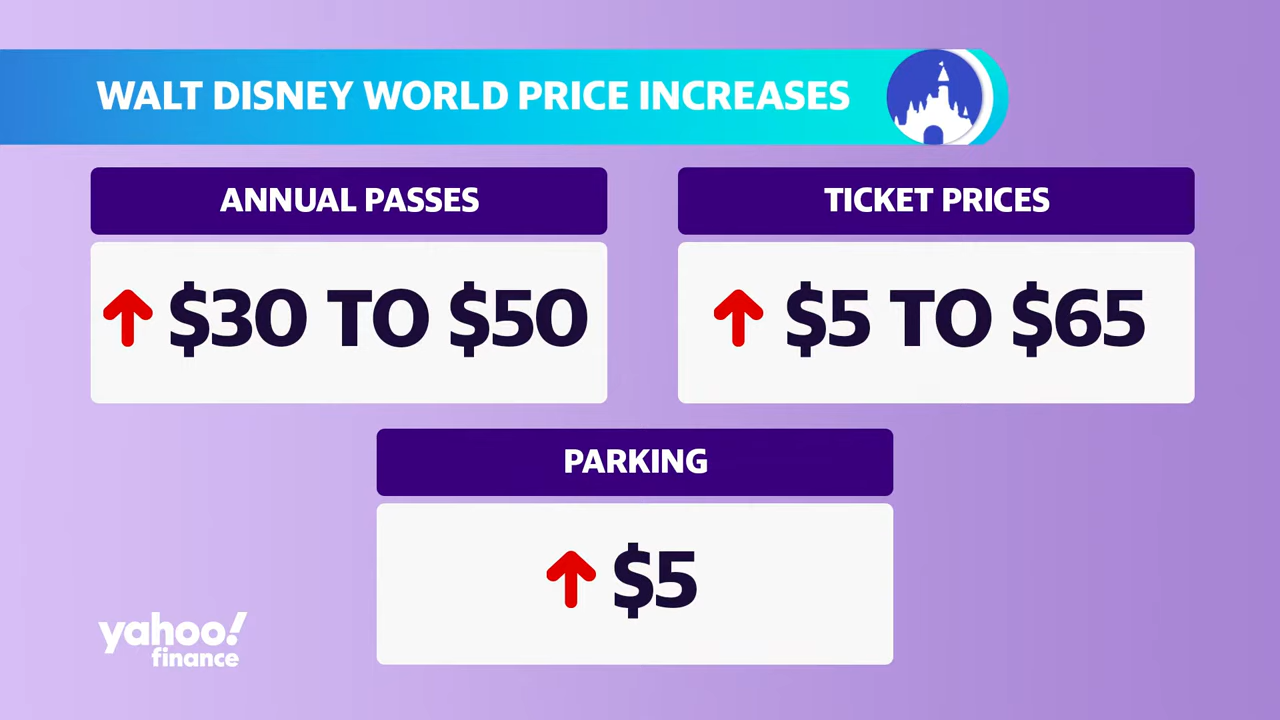 WALT DISNEY WORLD PRICE INCREASES
ANNUAL PASSES
$30 TO $50
TICKET PRICES
$5 TO $65
PARKING
$5
yahoo!
finance